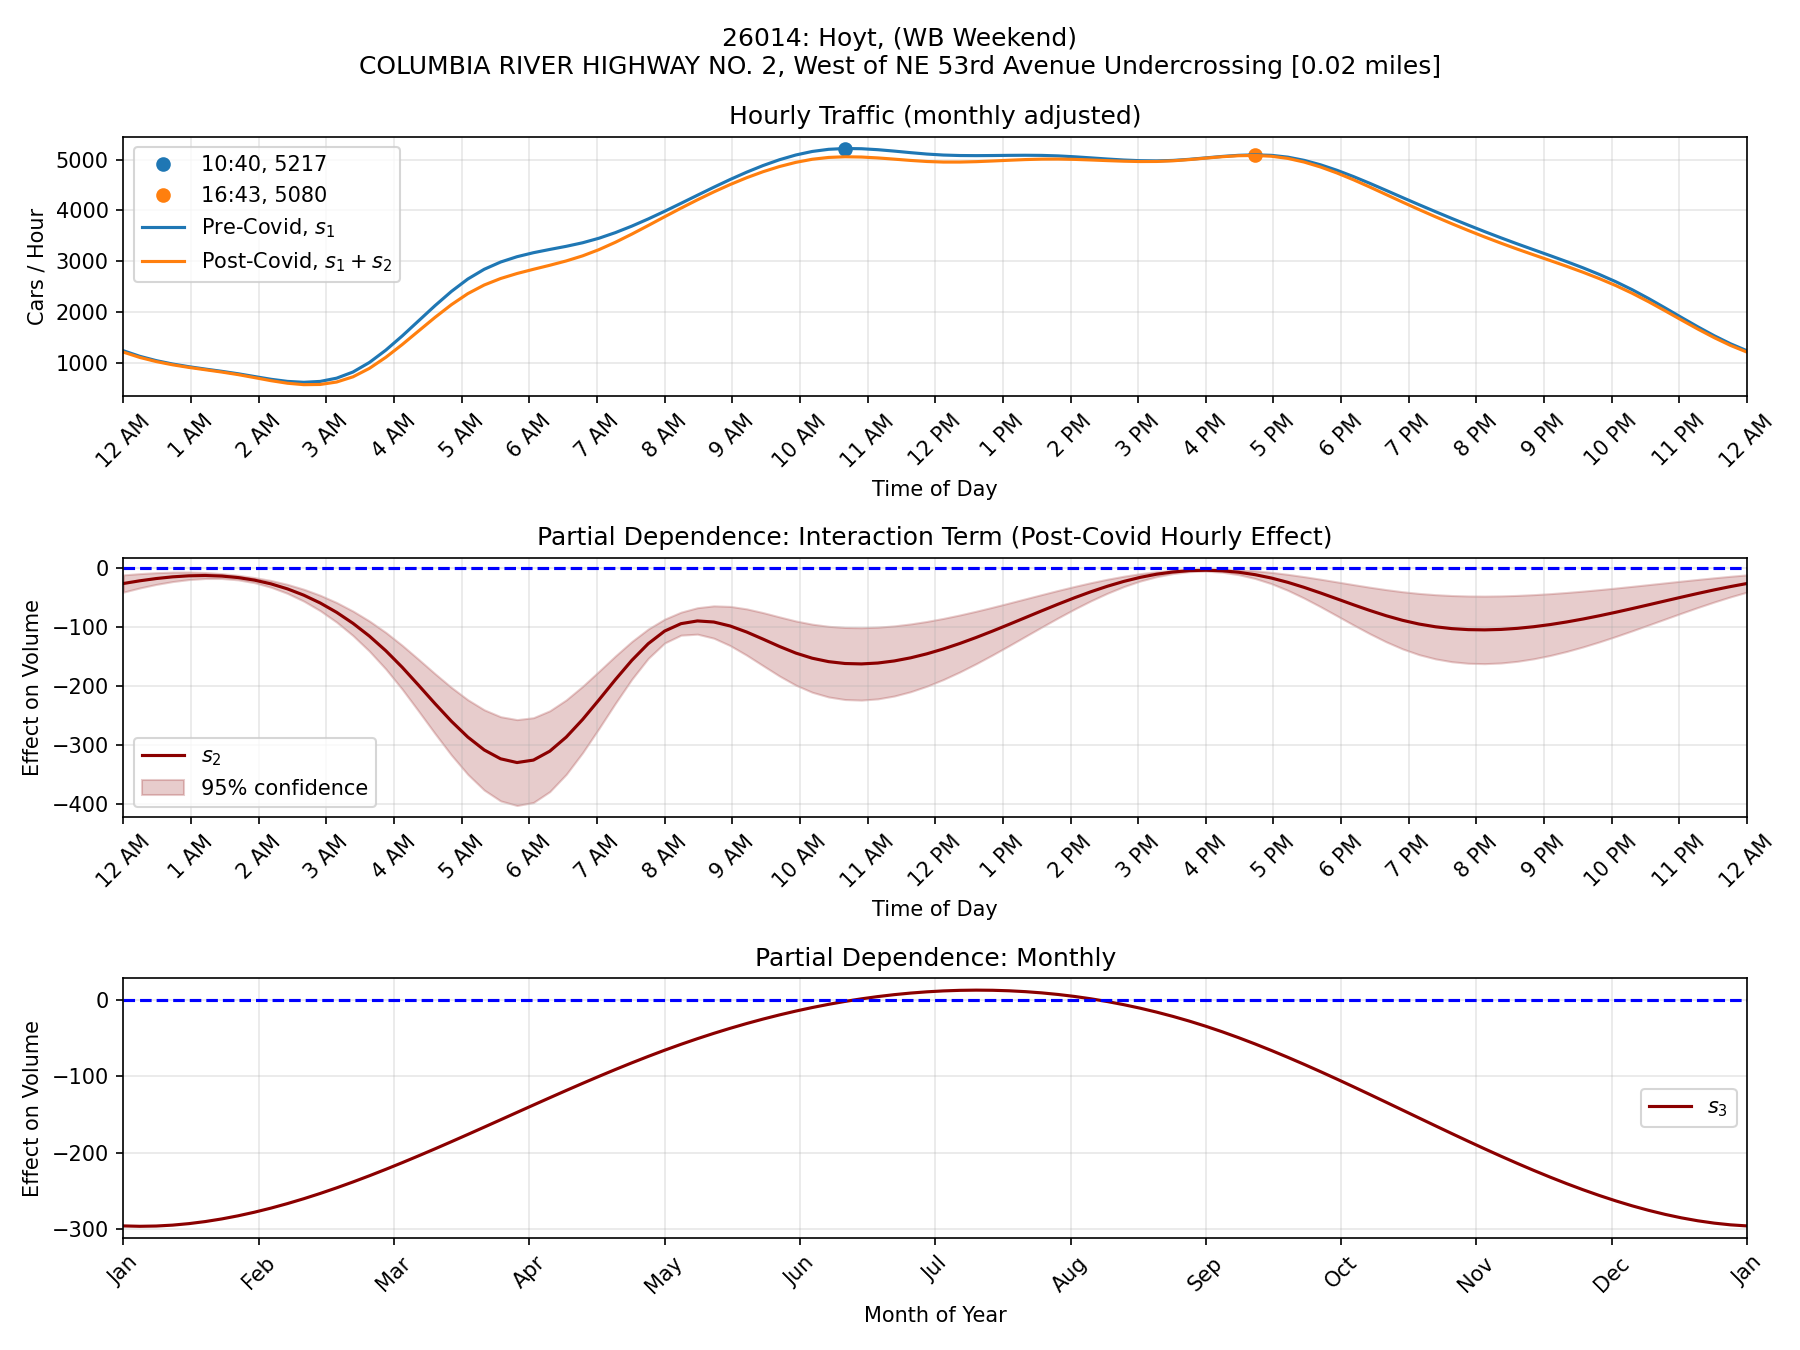 26014: Hoyt, (WB Weekend)
COLUMBIA RIVER HIGHWAY NO. 2, West of NE 53rd Avenue Undercrossing [0.02 miles]
Hourly Traffic (monthly adjusted)
Cars / Hour
5000
4000
3000
2000
1000
10:40, 5217
16:43, 5080
Pre-Covid, s₁
Post-Covid, s₁ + s₂
12 AM 1 AM 2 AM 3 AM 4 AM 5 AM 6 AM 7 AM 8 AM 9 AM 10 AM 11 AM 12 PM 1 PM 2 PM 3 PM 4 PM 5 PM 6 PM 7 PM 8 PM 9 PM 10 PM 11 PM 12 AM
Time of Day
Partial Dependence: Interaction Term (Post-Covid Hourly Effect)
Effect on Volume
0
−100
−200
−300
−400
s₂
95% confidence
12 AM 1 AM 2 AM 3 AM 4 AM 5 AM 6 AM 7 AM 8 AM 9 AM 10 AM 11 AM 12 PM 1 PM 2 PM 3 PM 4 PM 5 PM 6 PM 7 PM 8 PM 9 PM 10 PM 11 PM 12 AM
Time of Day
Partial Dependence: Monthly
Effect on Volume
0
−100
−200
−300
s₃
Jan Feb Mar Apr May Jun Jul Aug Sep Oct Nov Dec Jan
Month of Year